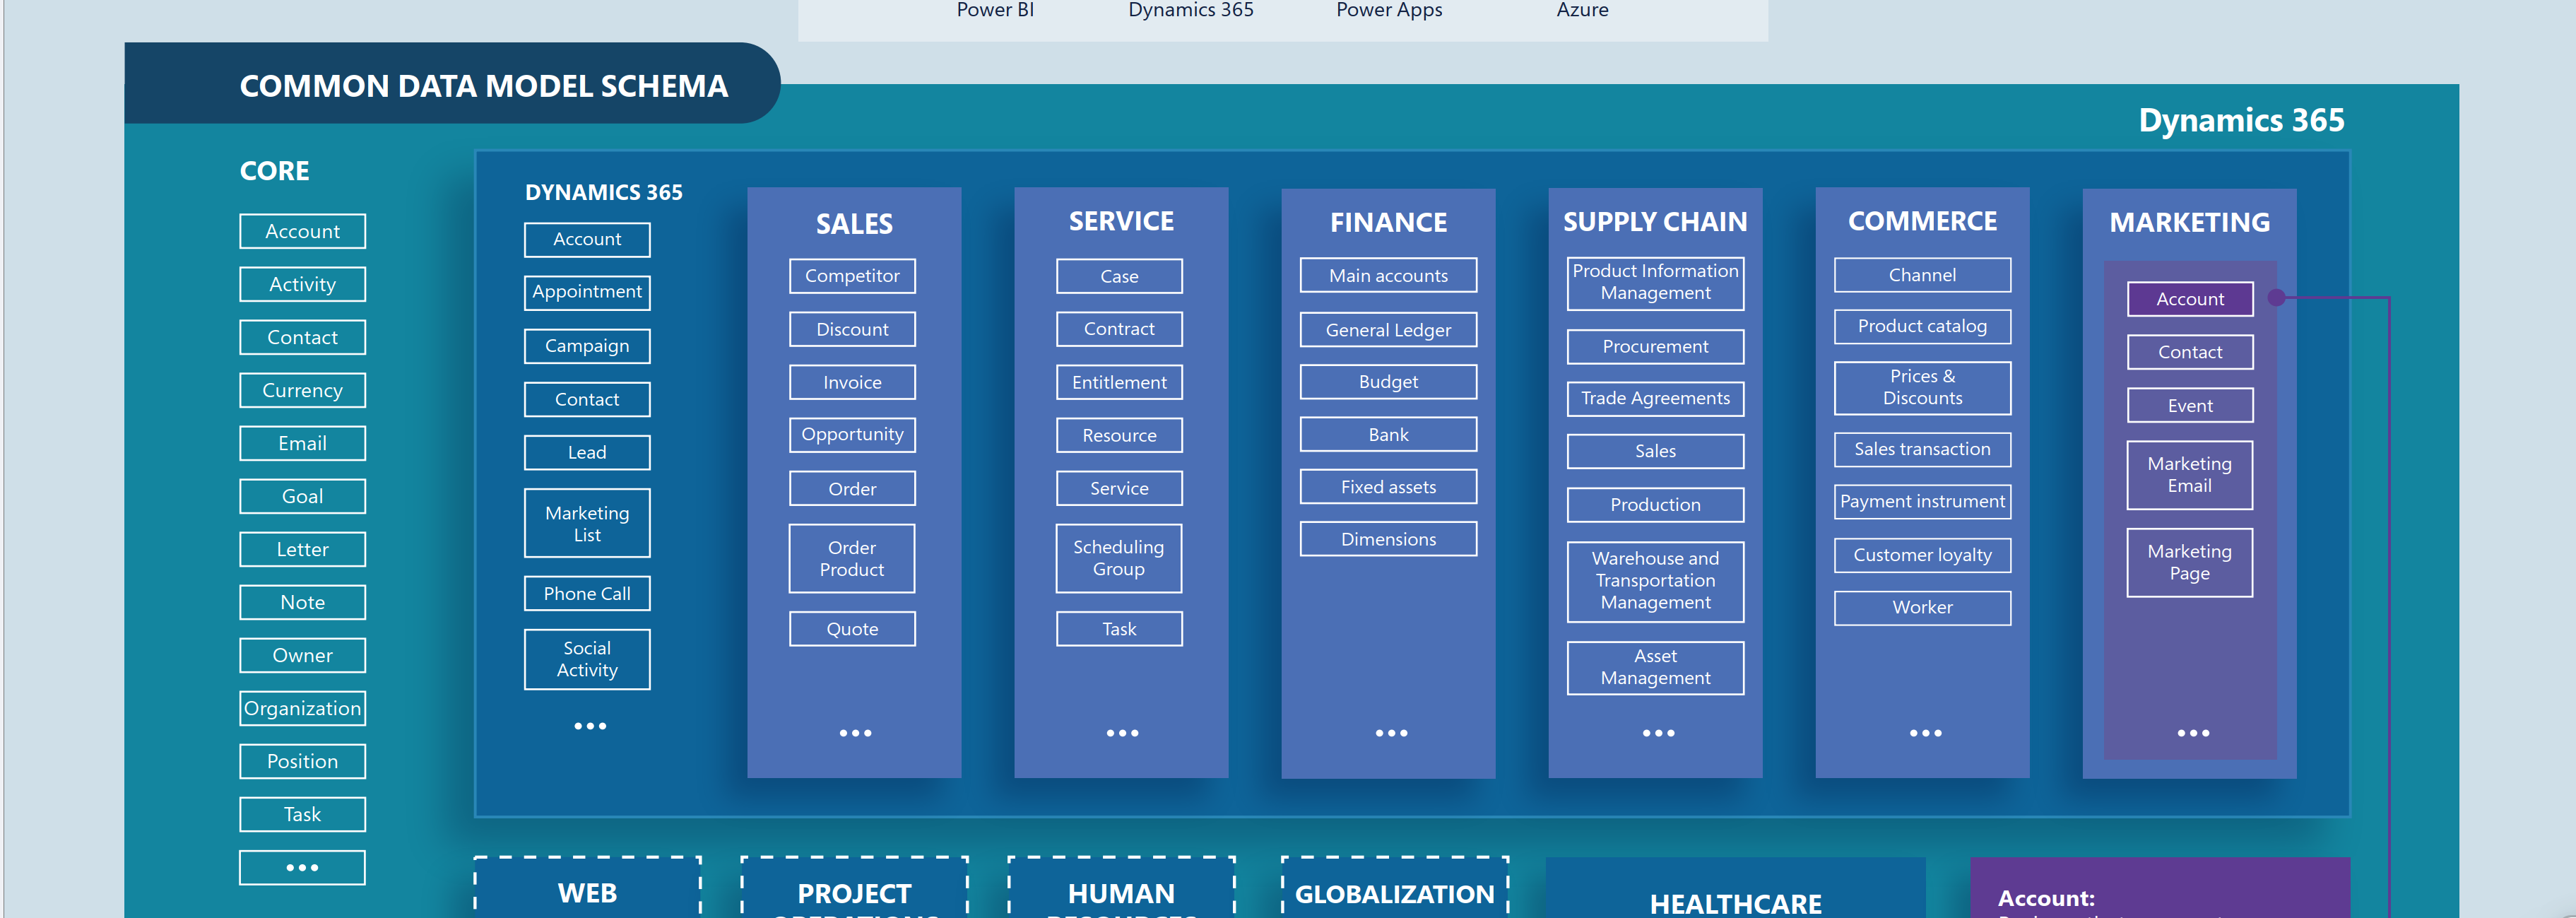 Power BI
Dynamics 365
Power Apps
Azure
COMMON DATA MODEL SCHEMA
Dynamics 365
CORE
Account
Activity
Contact
Currency
Email
Goal
Letter
Note
Owner
Organization
Position
Task
DYNAMICS 365
Account
Appointment
Campaign
Contact
Lead
Marketing
List
Phone Call
Social
Activity
SALES
Competitor
Discount
Invoice
Opportunity
Order
Order
Product
Quote
SERVICE
Case
Contract
Entitlement
Resource
Service
Scheduling
Group
Task
FINANCE
Main accounts
General Ledger
Budget
Bank
Fixed assets
Dimensions
SUPPLY CHAIN
Product Information
Management
Procurement
Trade Agreements
Sales
Production
Warehouse and
Transportation
Management
Asset
Management
COMMERCE
Channel
Product catalog
Prices &
Discounts
Sales transaction
Payment instrument
Customer loyalty
Worker
MARKETING
Account
Contact
Event
Marketing
Email
Marketing
Page
WEB
PROJECT
OPERATIONS
HUMAN
RESOURCES
GLOBALIZATION
HEALTHCARE
Account: